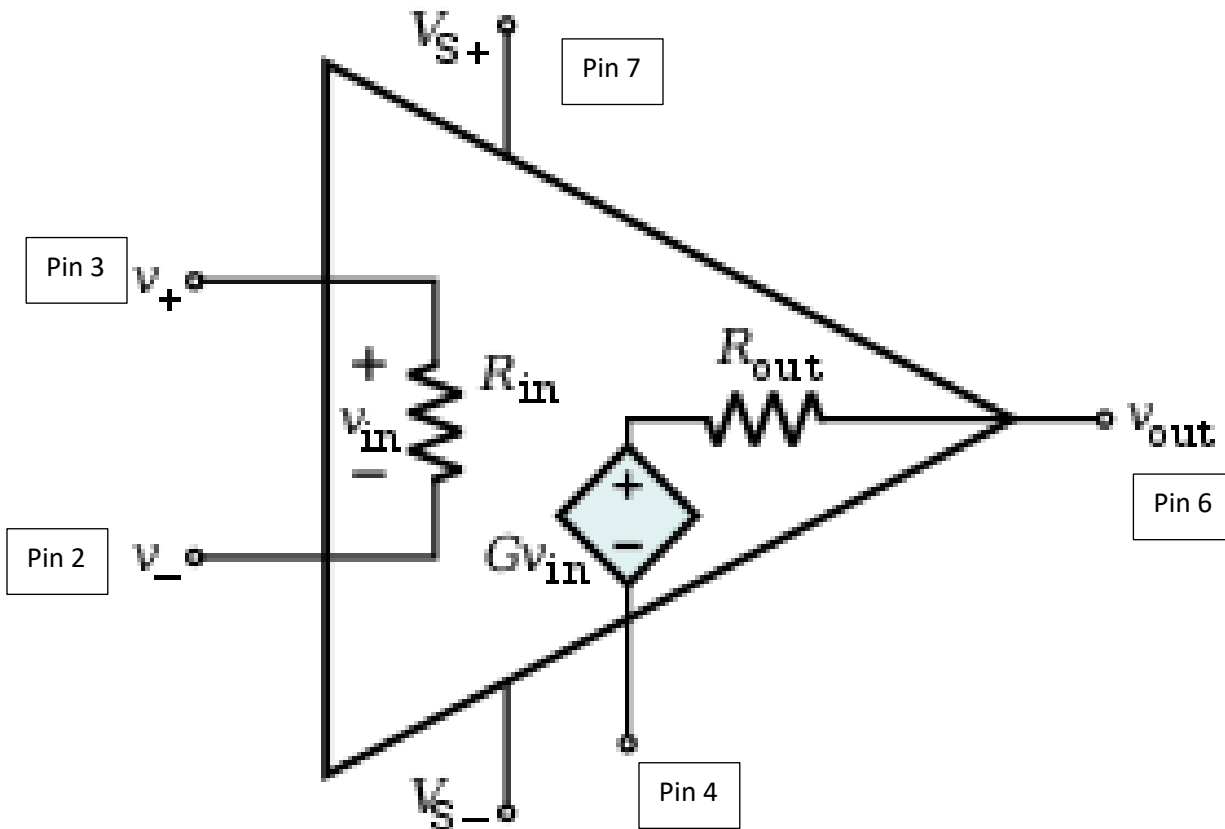 VS+
Pin 7
Pin 3
v+
+
vin
−
Rin
Rout
vout
Pin 6
Pin 2
v−
+
−
Gvin
Pin 4
VS−